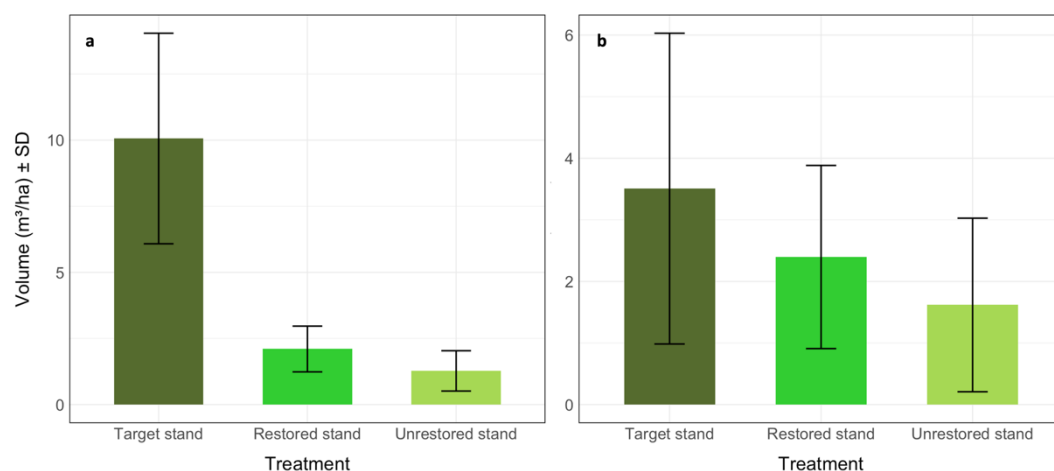 a
Volume (m³/ha) ± SD
10
5
0
Target stand
Restored stand
Unrestored stand
Treatment
b
6
4
2
0
Target stand
Restored stand
Unrestored stand
Treatment